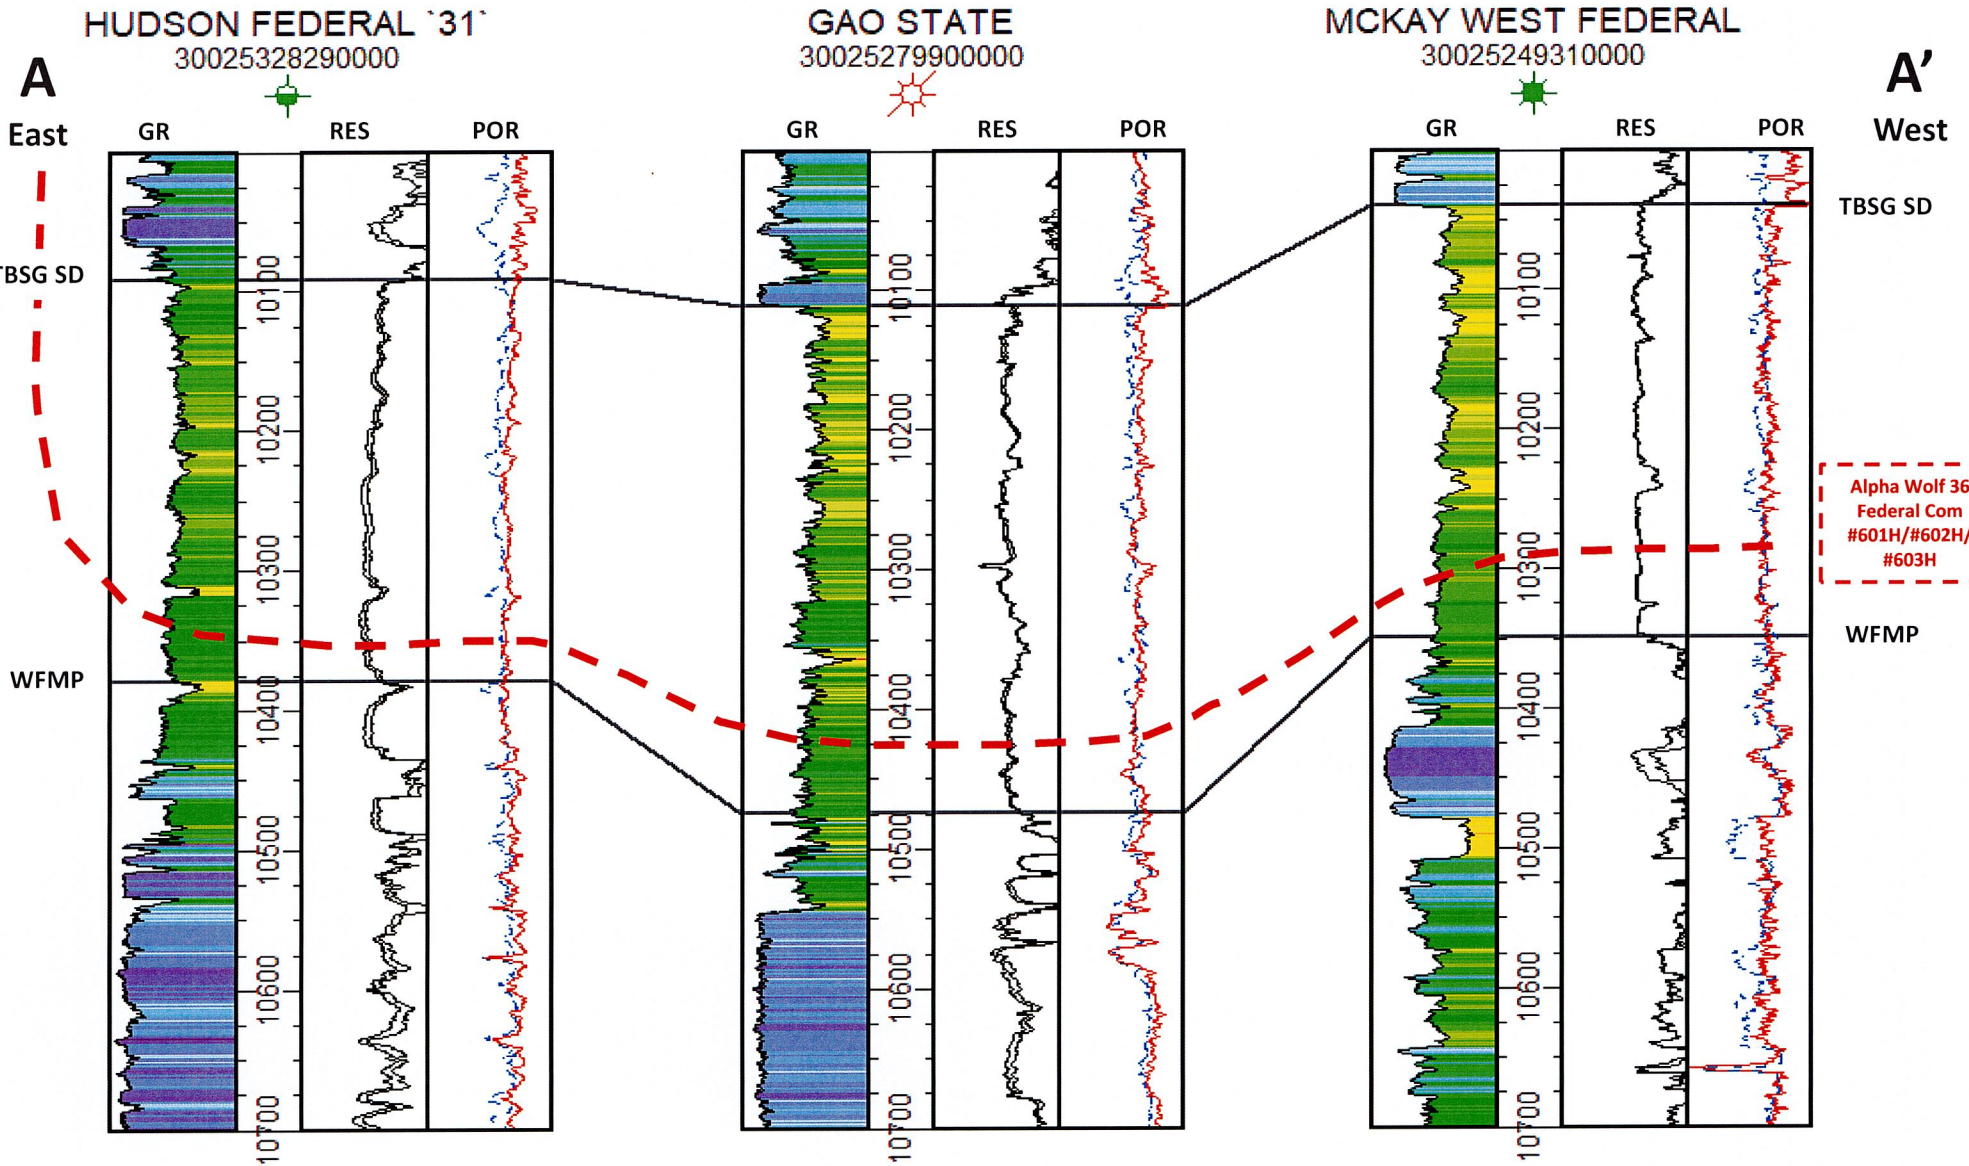 HUDSON FEDERAL `31`
30025328290000
GAO STATE
30025279900000
MCKAY WEST FEDERAL
30025249310000
A
East
A'
West
GR RES POR
GR RES POR
GR RES POR
TBSG SD
TBSG SD
WFMP
WFMP
10100
10200
10300
10400
10500
10600
10700
10100
10200
10300
10400
10500
10600
10700
10100
10200
10300
10400
10500
10600
10700
Alpha Wolf 36
Federal Com
#601H/#602H/
#603H